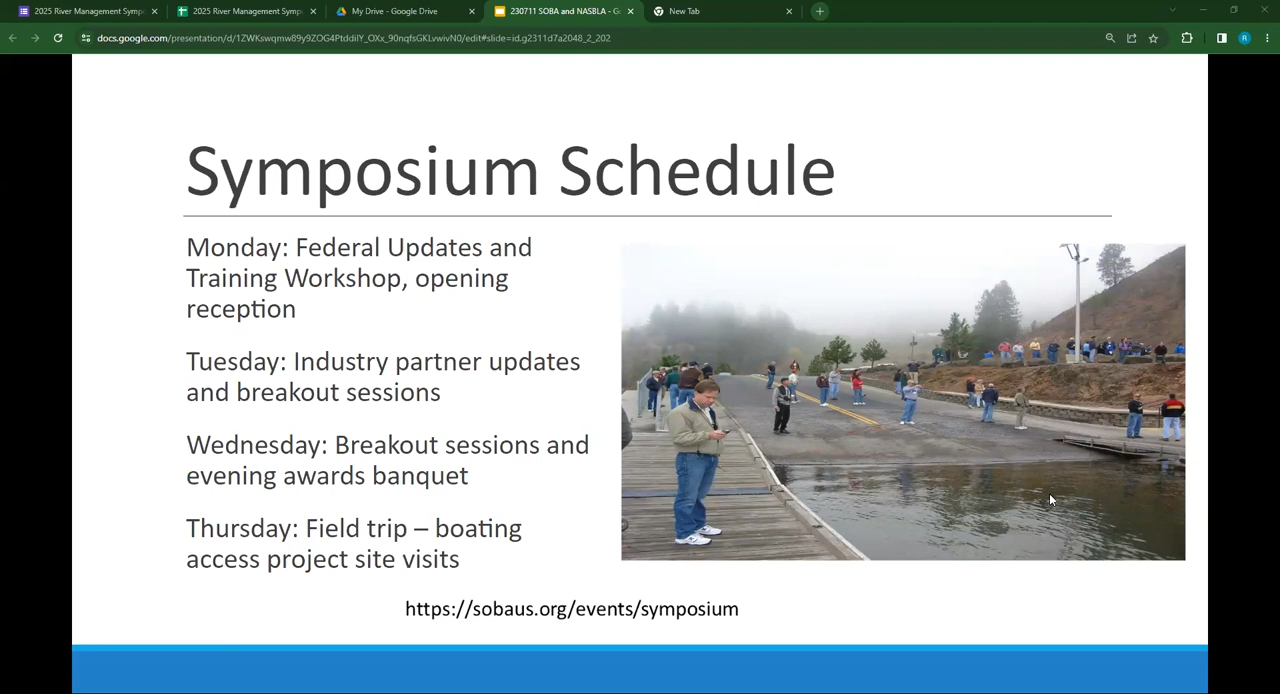 2025 River Management Symp
2025 River Management Symp
My Drive - Google Drive
230711 SOBA and NASBLA - G
New Tab
docs.google.com/presentation/d/1ZWKswqmw89y9ZOG4PtddilY_OXx_90nqfsGKLvwivN0/edit#slide=id.g2311d7a2048_2_202
R
Symposium Schedule
Monday: Federal Updates and
Training Workshop, opening
reception
Tuesday: Industry partner updates
and breakout sessions
Wednesday: Breakout sessions and
evening awards banquet
Thursday: Field trip – boating
access project site visits
https://sobaus.org/events/symposium